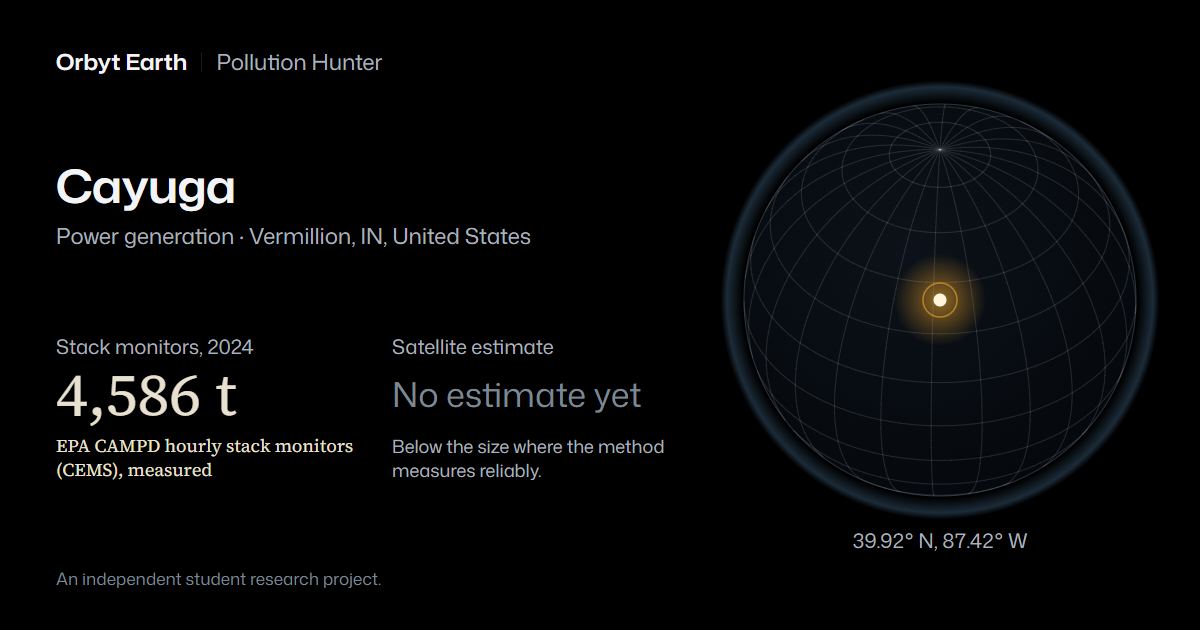 Orbyt Earth | Pollution Hunter
Cayuga
Power generation · Vermillion, IN, United States
Stack monitors, 2024
4,586 t
EPA CAMPD hourly stack monitors
(CEMS), measured
Satellite estimate
No estimate yet
Below the size where the method
measures reliably.
39.92° N, 87.42° W
An independent student research project.